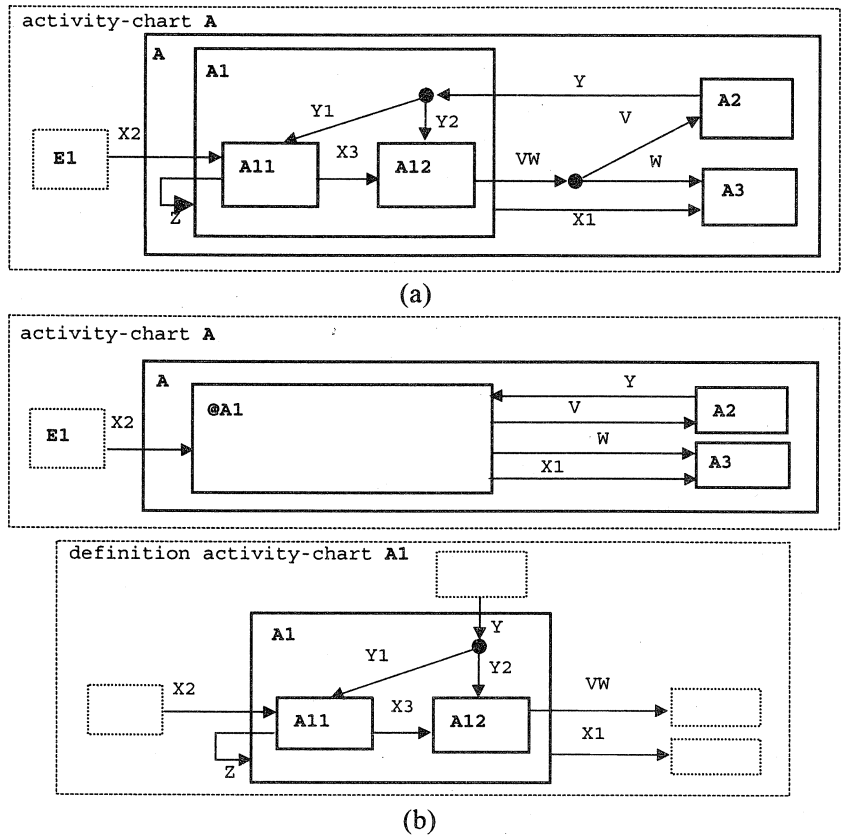 activity-chart A
A
A1
Y
A2
Y1
Y2
V
X2
E1
A11
X3
A12
VW
W
A3
Z
X1
(a)
activity-chart A
A
@A1
Y
A2
V
X2
E1
W
A3
X1
definition activity-chart A1
A1
Y
Y1
Y2
X2
VW
A11
X3
A12
X1
Z
(b)